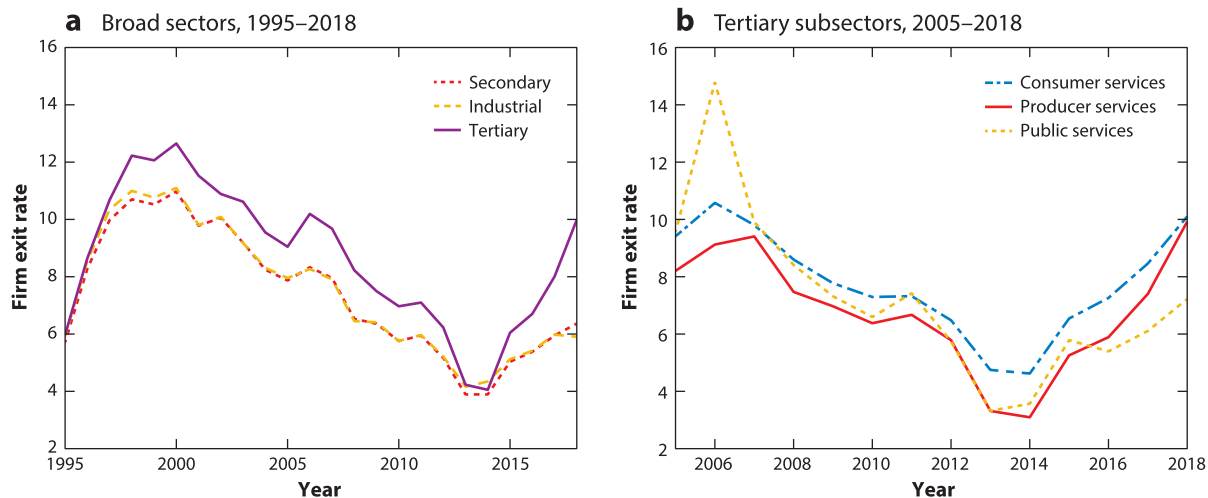 a Broad sectors, 1995–2018
16
14
12
10
8
6
4
2
Firm exit rate
Secondary
Industrial
Tertiary
1995 2000 2005 2010 2015
Year
b Tertiary subsectors, 2005–2018
16
14
12
10
8
6
4
2
Firm exit rate
Consumer services
Producer services
Public services
2006 2008 2010 2012 2014 2016 2018
Year